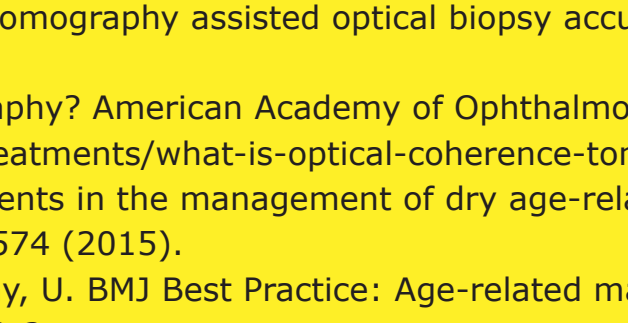 omography assisted optical biopsy accu
aphy? American Academy of Ophthalmo
eatments/what-is-optical-coherence-tor
ents in the management of dry age-rela
574 (2015).
y, U. BMJ Best Practice: Age-related ma